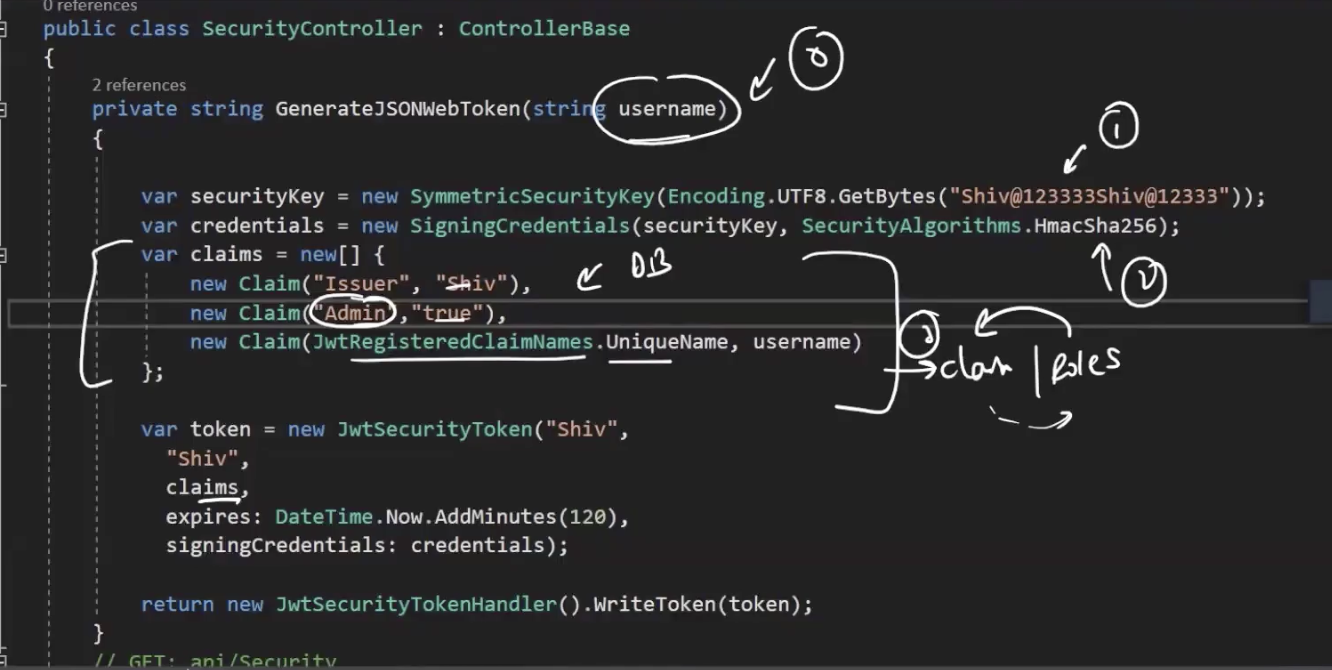 0 references
public class SecurityController : ControllerBase
{
0
2 references
private string GenerateJSONWebToken(string username)
{
1
var securityKey = new SymmetricSecurityKey(Encoding.UTF8.GetBytes("Shiv@123333Shiv@12333"));
var credentials = new SigningCredentials(securityKey, SecurityAlgorithms.HmacSha256);
var claims = new[] {
DB
new Claim("Issuer", "Shiv"),
new Claim("Admin","true"),
new Claim(JwtRegisteredClaimNames.UniqueName, username)
};
claim | Roles
var token = new JwtSecurityToken("Shiv",
"Shiv",
claims,
expires: DateTime.Now.AddMinutes(120),
signingCredentials: credentials);
return new JwtSecurityTokenHandler().WriteToken(token);
}
// GET: api/Security